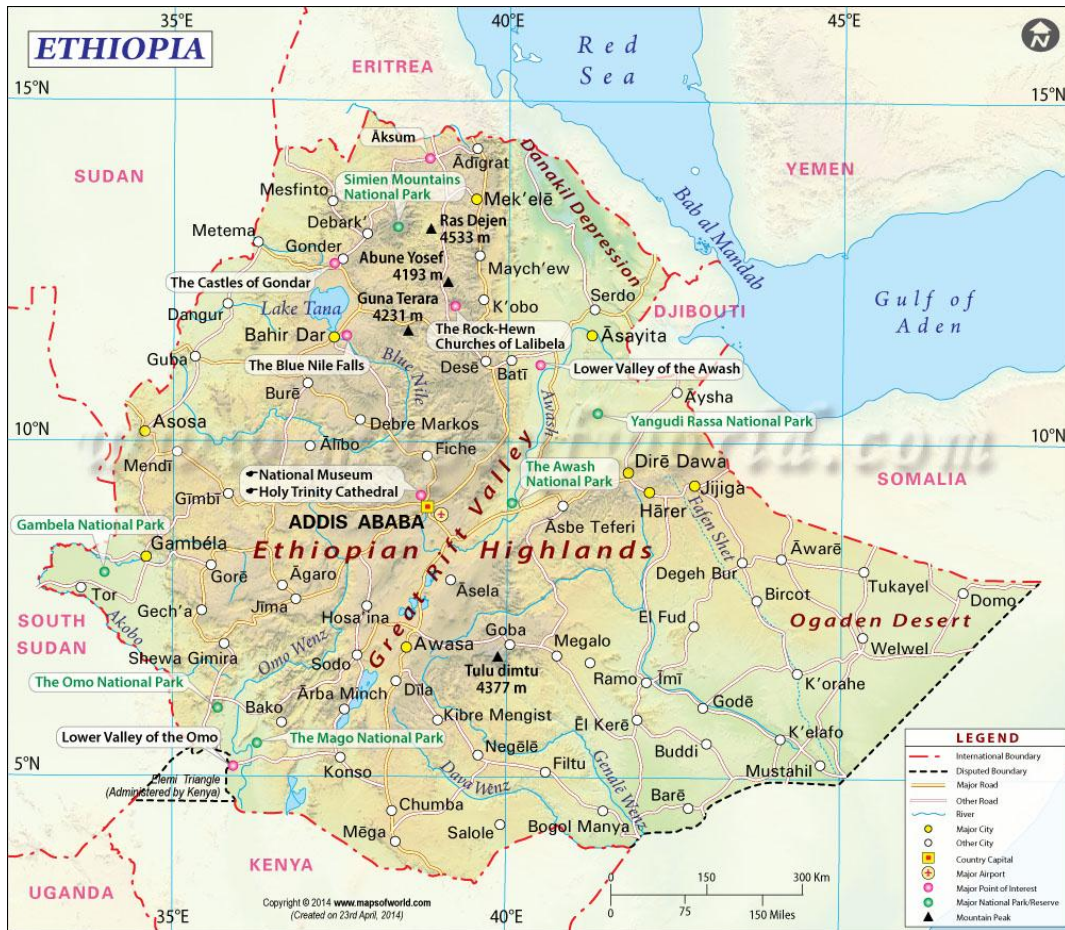 35°E
40°E
45°E
ETHIOPIA
N
Red
Sea
ERITREA
15°N
15°N
SUDAN
YEMEN
Āksum
Ādīgrat
Danakil Depression
Simien Mountains
National Park
Mesfinto
Mek'elē
Bab al Mandab
Debark'
Ras Dejen
4533 m
Metema
Gonder
Abune Yosef
4193 m
Maych'ew
The Castles of Gondar
Guna Terara
4231 m
K'obo
Serdo
DJIBOUTI
Gulf of
Aden
Lake Tana
Dangur
Bahir Dar
The Rock-Hewn
Churches of Lalibela
Āsayita
Guba
The Blue Nile Falls
Blue Nile
Desē
Batī
Lower Valley of the Awash
Burē
Awash
Āysha
Asosa
Debre Markos
Yangudi Rassa National Park
10°N
10°N
Ālībo
Fiche
Mendī
National Museum
Holy Trinity Cathedral
Great Rift Valley
The Awash
National Park
Dirē Dawa
SOMALIA
Gīmbī
Jijiga
ADDIS ABABA
Āsbe Teferi
Hārer
Fafen Shet
Gambela National Park
Gambéla
Ethiopian Highlands
Āwarē
Gorē
Āgaro
Āsela
Degeh Bur
Tukayel
Tor
Jīma
Bircot
Domo
SOUTH
SUDAN
Akobo
Gech'a
Hosa'ina
El Fud
Ogaden Desert
Shewa Gimira
Omo Wenz
Awasa
Goba
Megalo
Welwel
Sodo
Tulu dimtu
4377 m
Ramo
Īmī
K'orahe
The Omo National Park
Ārba Minch
Dīla
Godē
Bako
Kibre Mengist
Ēl Kerē
K'elafo
Lower Valley of the Omo
The Mago National Park
Negēlē
Buddi
LEGEND
5°N
Konso
Filtu
Genalē Wenz
Mustahil
Elemi Triangle
(Administered by Kenya)
Dava Wēnz
Barē
Chumba
Bogol Manya
Mēga
Salole
KENYA
UGANDA
International Boundary
Disputed Boundary
Major Road
Other Road
River
Major City
Other City
Country Capital
Major Airport
Major Point of Interest
Major National Park/Reserve
Mountain Peak
0 150 300 Km
0 75 150 Miles
Copyright © 2014 www.mapsofworld.com
(Created on 23rd April, 2014)
35°E
40°E